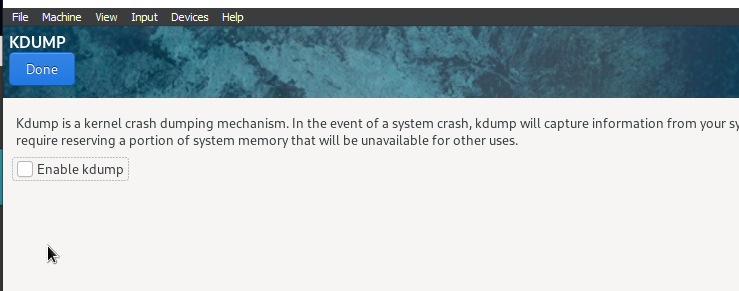 File Machine View Input Devices Help
KDUMP
Done
Kdump is a kernel crash dumping mechanism. In the event of a system crash, kdump will capture information from your sy
require reserving a portion of system memory that will be unavailable for other uses.
Enable kdump